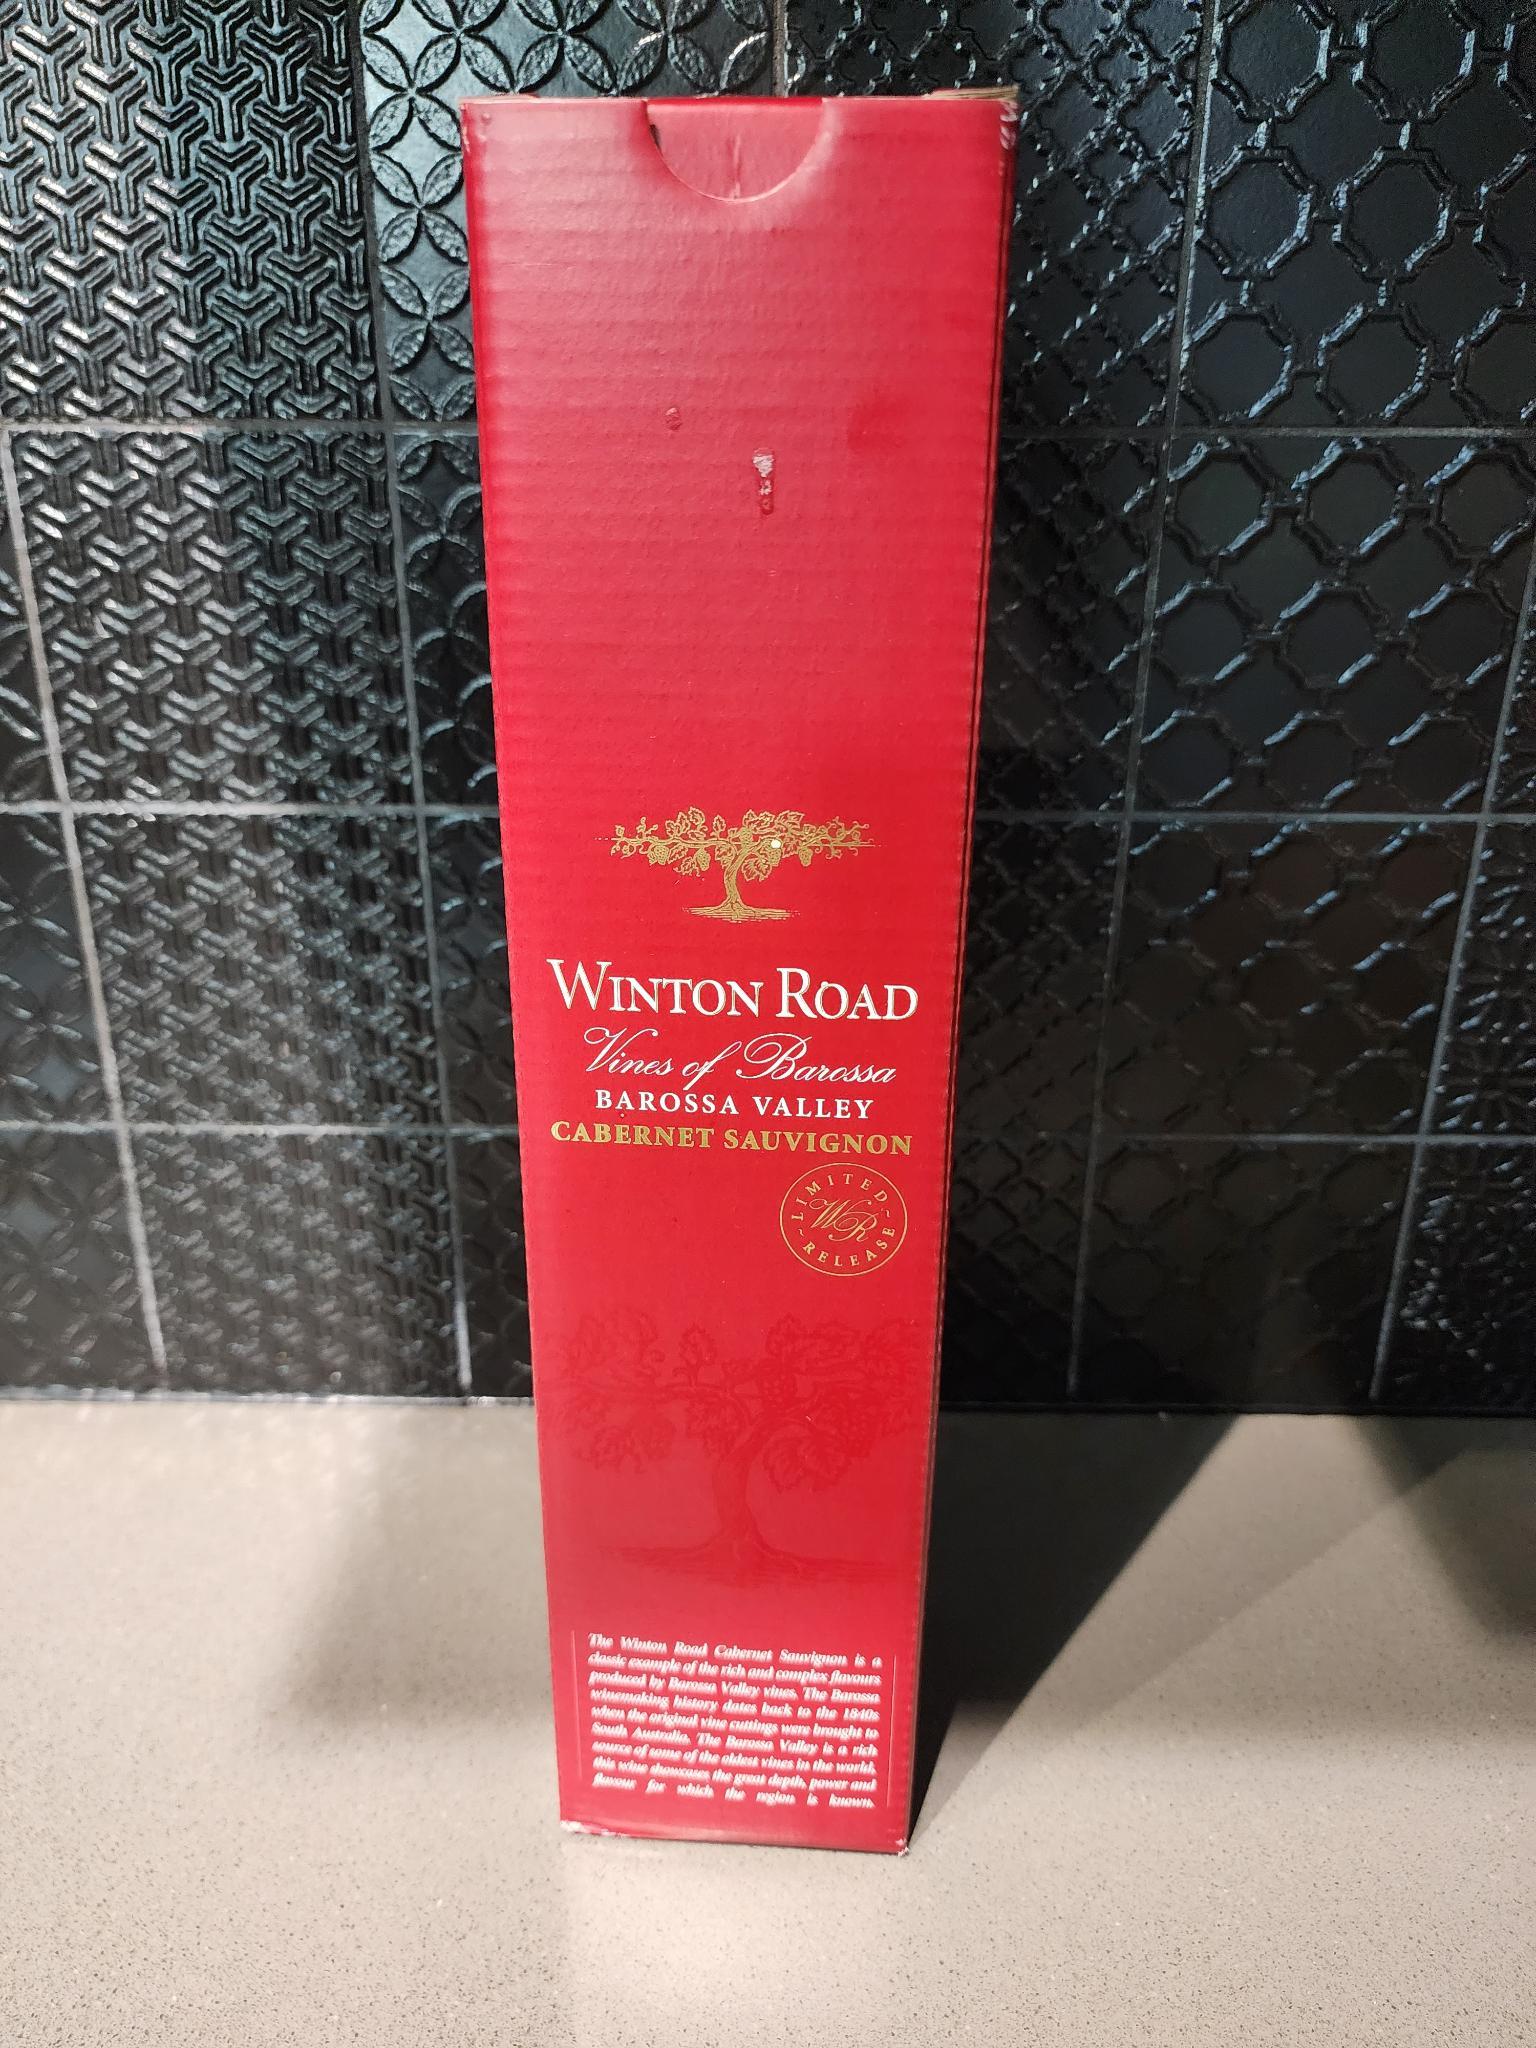 WINTON ROAD
Vines of Barossa
BAROSSA VALLEY
CABERNET SAUVIGNON
LIMITED
WR
RELEASE
The Winton Road Cabernet Sauvignon is a
classic example of the rich and complex flavours
produced by Barossa Valley vines. The Barossa
winemaking history dates back to the 1840s
when the original vine cuttings were brought to
South Australia. The Barossa Valley is a rich
source of some of the oldest vines in the world,
this wine showcases the great depth, power and
flavour for which the region is known.